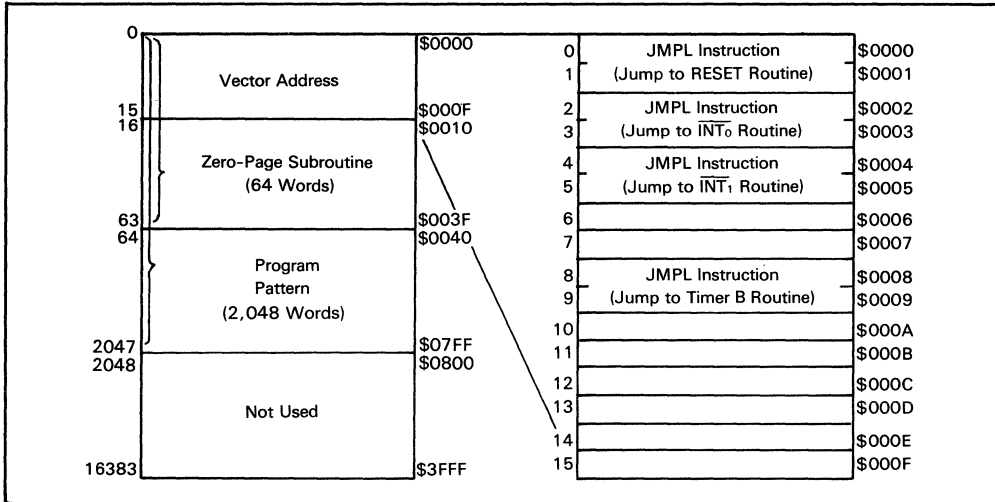 0 $0000
Vector Address
15 $000F
16 $0010
Zero-Page Subroutine
(64 Words)
63 $003F
64 $0040
Program
Pattern
(2,048 Words)
2047 $07FF
2048 $0800
Not Used
16383 $3FFF
0 JMPL Instruction $0000
1 (Jump to RESET Routine) $0001
2 JMPL Instruction $0002
3 (Jump to INT₀ Routine) $0003
4 JMPL Instruction $0004
5 (Jump to INT₁ Routine) $0005
6 $0006
7 $0007
8 JMPL Instruction $0008
9 (Jump to Timer B Routine) $0009
10 $000A
11 $000B
12 $000C
13 $000D
14 $000E
15 $000F